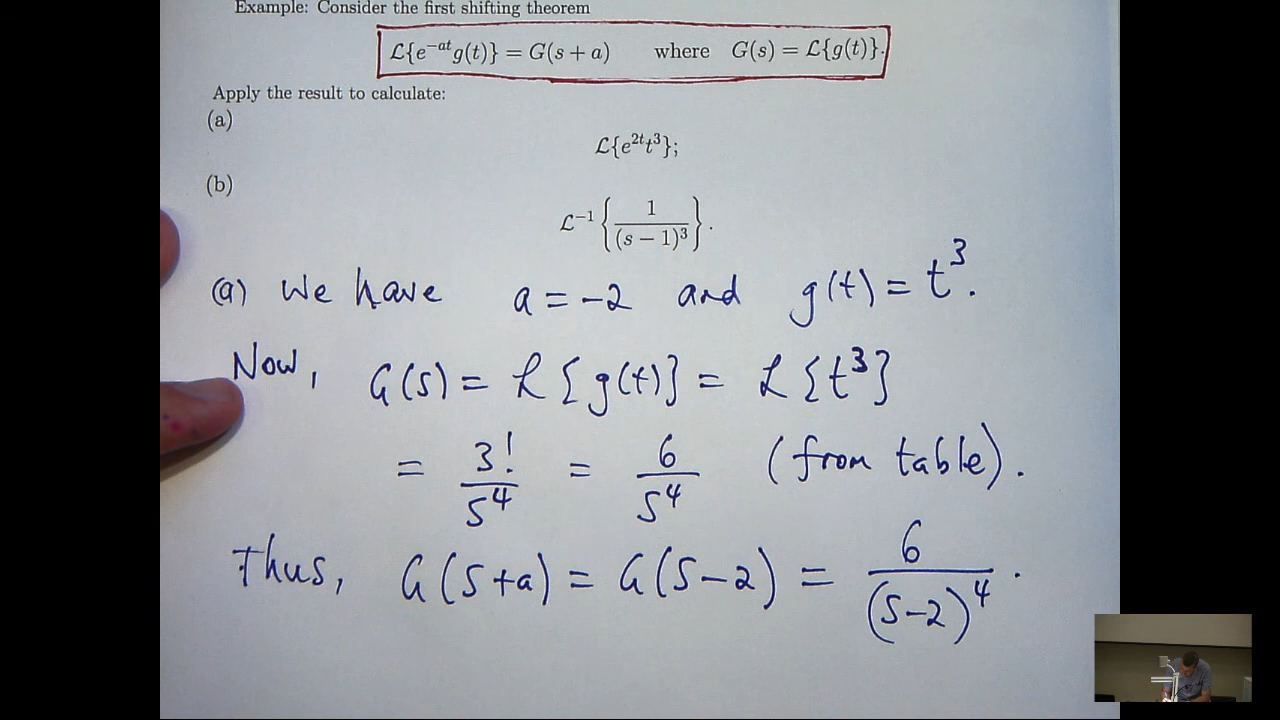 Example: Consider the first shifting theorem
ℒ{e^{-at}g(t)} = G(s + a) where G(s) = ℒ{g(t)}.
Apply the result to calculate:
(a)
ℒ{e^{2t}t^3};
(b)
ℒ^{-1} { 1 / (s − 1)^3 } .
(a) We have a = -2 and g(t) = t^3.
Now, G(s) = ℒ{g(t)} = ℒ{t^3}
= 3! / s^4 = 6 / s^4 (from table).
Thus, G(s+a) = G(s-2) = 6 / (s-2)^4 .